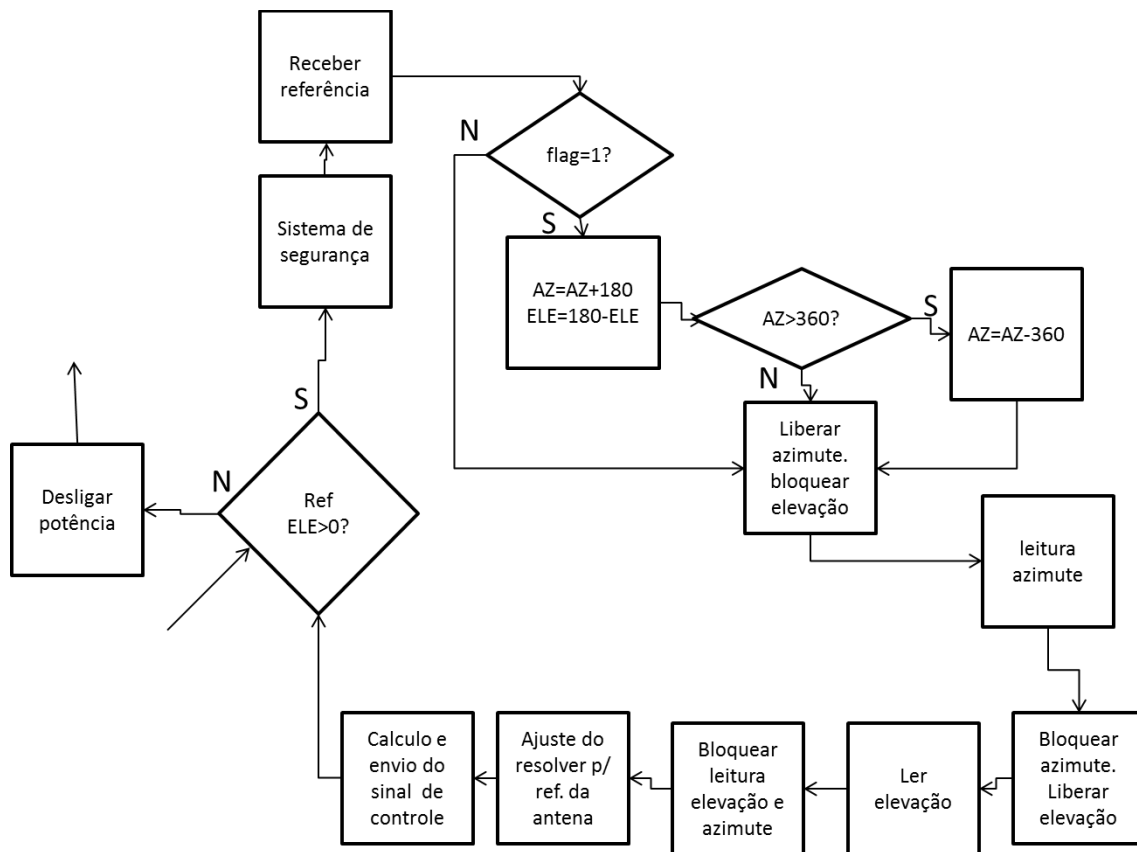 Receber
referência
N
flag=1?
Sistema de
segurança
S
AZ=AZ+180
ELE=180-ELE
AZ>360?
S
AZ=AZ-360
N
S
Liberar
azimute.
bloquear
elevação
Desligar
potência
N
Ref
ELE>0?
leitura
azimute
Calculo e
envio do
sinal de
controle
Ajuste do
resolver p/
ref. da
antena
Bloquear
leitura
elevação e
azimute
Ler
elevação
Bloquear
azimute.
Liberar
elevação